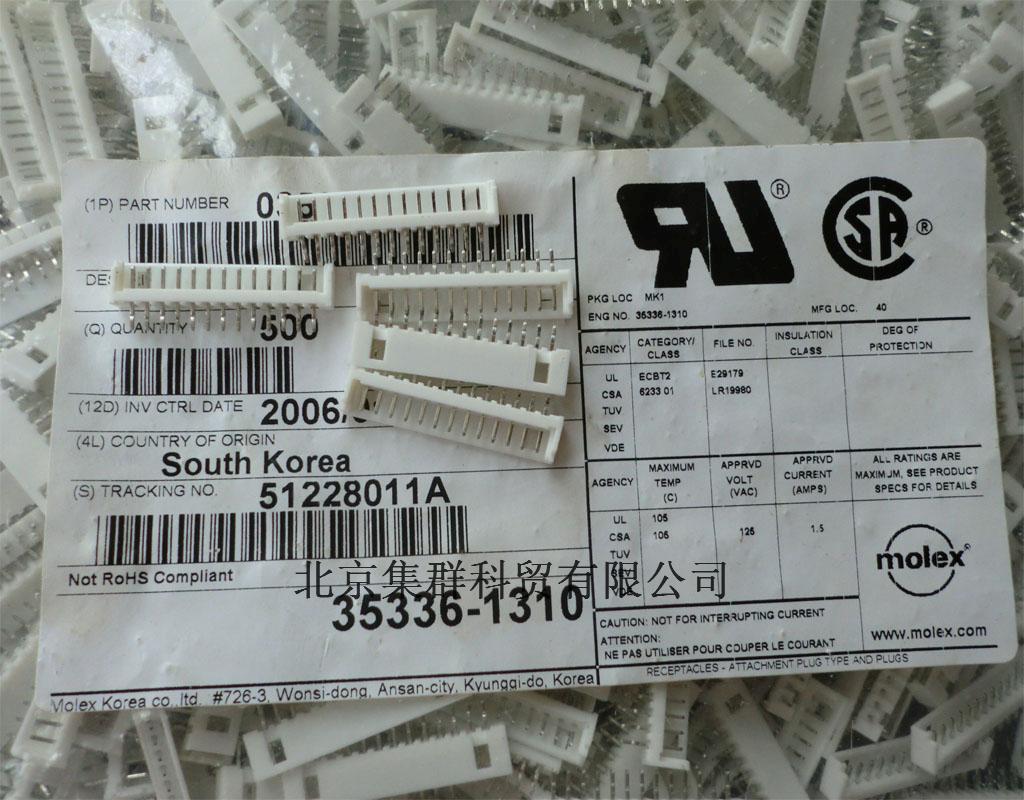 (1P) PART NUMBER
(Q) QUANTITY 500
(12D) INV CTRL DATE 2006/
(4L) COUNTRY OF ORIGIN
South Korea
(S) TRACKING NO. 51228011A
Not RoHS Compliant
35336-1310
Molex Korea co.,ltd. #726-3, Wonsi-dong, Ansan-city, Kyunggi-do, Korea
RU ®
CSA ®
PKG LOC MK1
MFG LOC. 40
ENG NO. 35336-1310
AGENCY CATEGORY/ CLASS FILE NO. INSULATION CLASS DEG OF PROTECTION
UL ECBT2 E29179
CSA 6233 01 LR19980
TUV
SEV
VDE
AGENCY MAXIMUM TEMP (C) APPRVD VOLT (VAC) APPRVD CURRENT (AMPS)
ALL RATINGS ARE
MAXIMUM, SEE PRODUCT
SPECS FOR DETAILS
UL 105
CSA 105 125 1.5
TUV
molex®
www.molex.com
CAUTION: NOT FOR INTERRUPTING CURRENT
ATTENTION:
NE PAS UTILISER POUR COUPER LE COURANT
RECEPTACLES - ATTACHMENT PLUG TYPE AND PLUGS
北京集群科贸有限公司